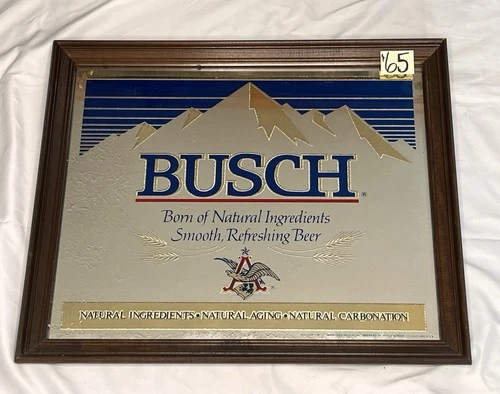 $65
BUSCH®
Born of Natural Ingredients
Smooth, Refreshing Beer
A
NATURAL INGREDIENTS • NATURAL AGING • NATURAL CARBONATION